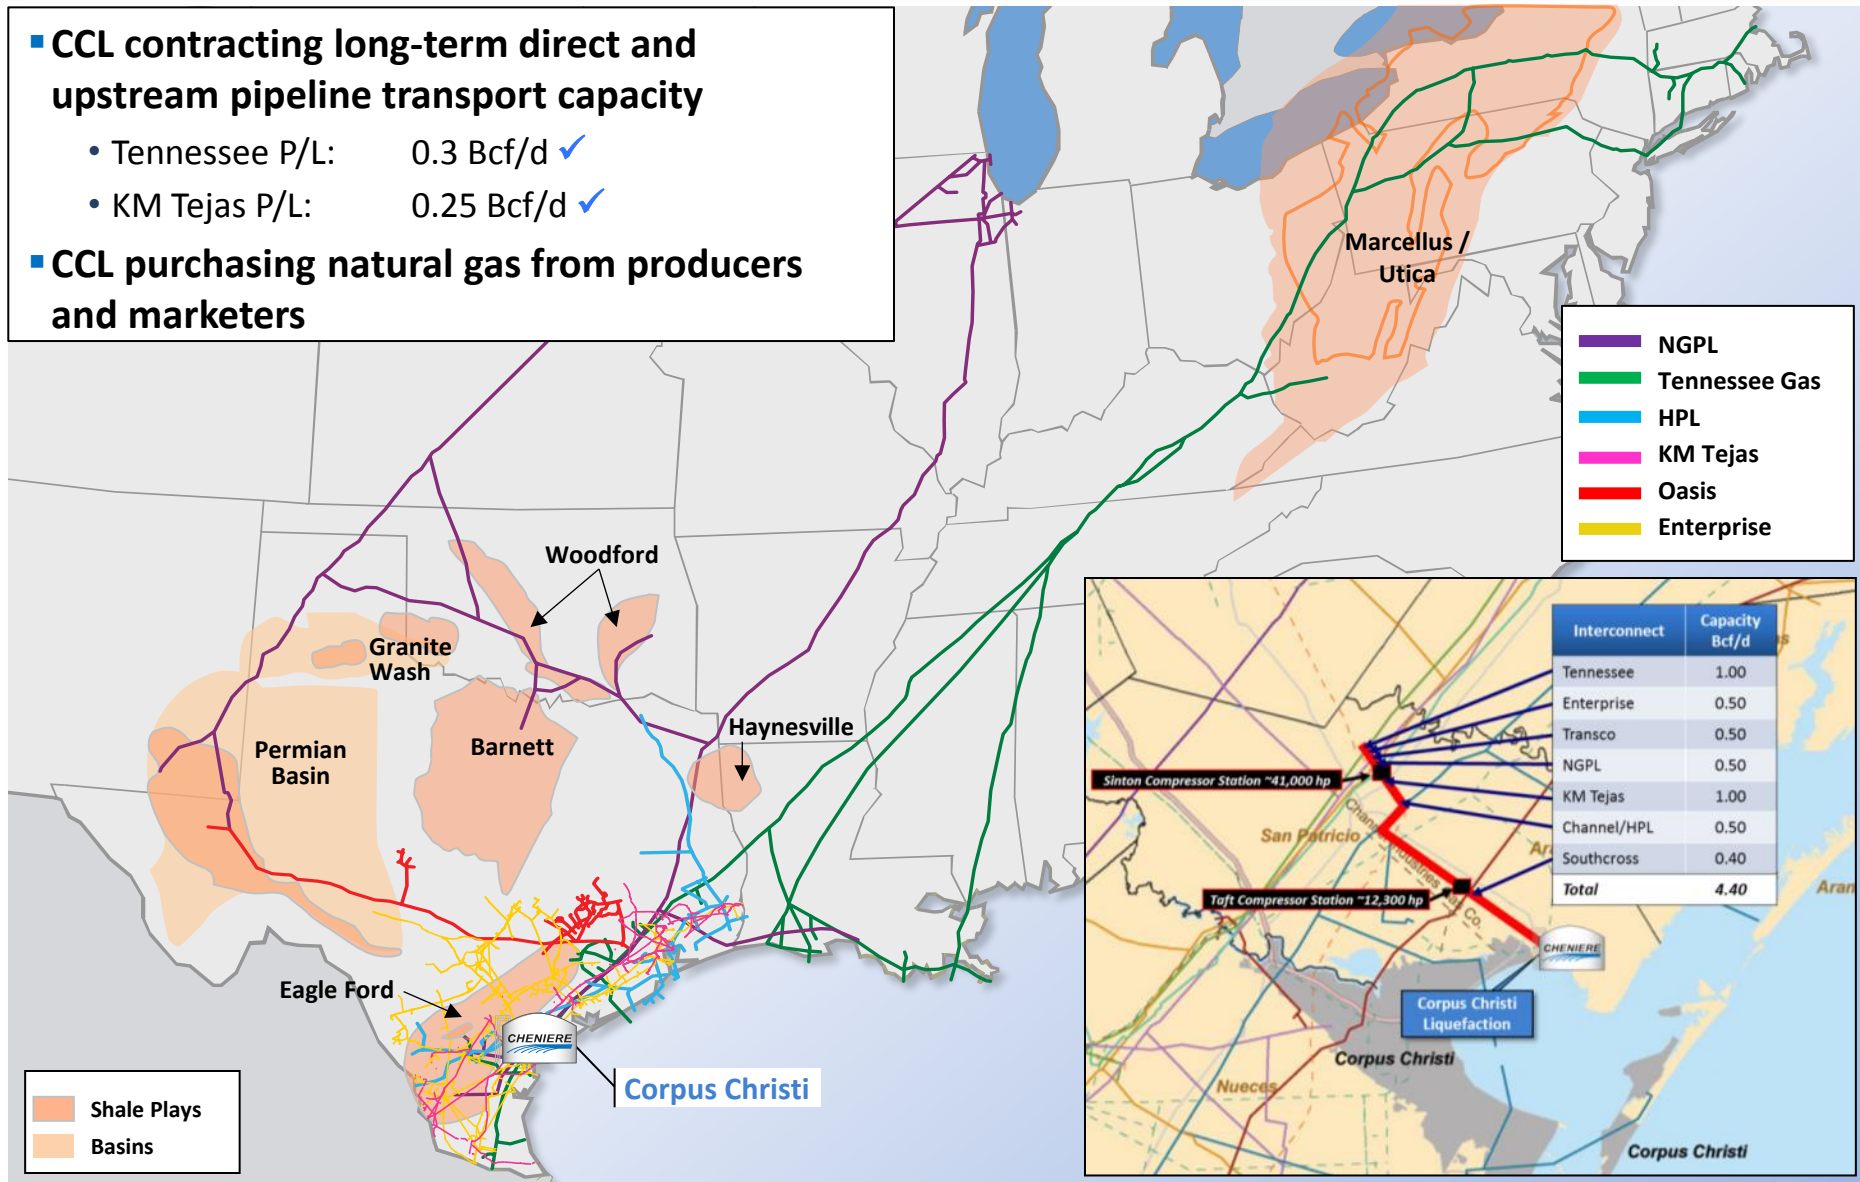 ▪ CCL contracting long-term direct and
upstream pipeline transport capacity
• Tennessee P/L: 0.3 Bcf/d ✓
• KM Tejas P/L: 0.25 Bcf/d ✓
▪ CCL purchasing natural gas from producers
and marketers
Marcellus /
Utica
NGPL
Tennessee Gas
HPL
KM Tejas
Oasis
Enterprise
Woodford
Granite
Wash
Permian
Basin
Barnett
Haynesville
Eagle Ford
CHENIERE
Corpus Christi
Shale Plays
Basins
Interconnect Capacity
Bcf/d
Tennessee 1.00
Enterprise 0.50
Transco 0.50
NGPL 0.50
KM Tejas 1.00
Channel/HPL 0.50
Southcross 0.40
Total 4.40
Sinton Compressor Station ~41,000 hp
San Patricio
Taft Compressor Station ~12,300 hp
Aran
CHENIERE
Corpus Christi
Liquefaction
Corpus Christi
Nueces
Corpus Christi